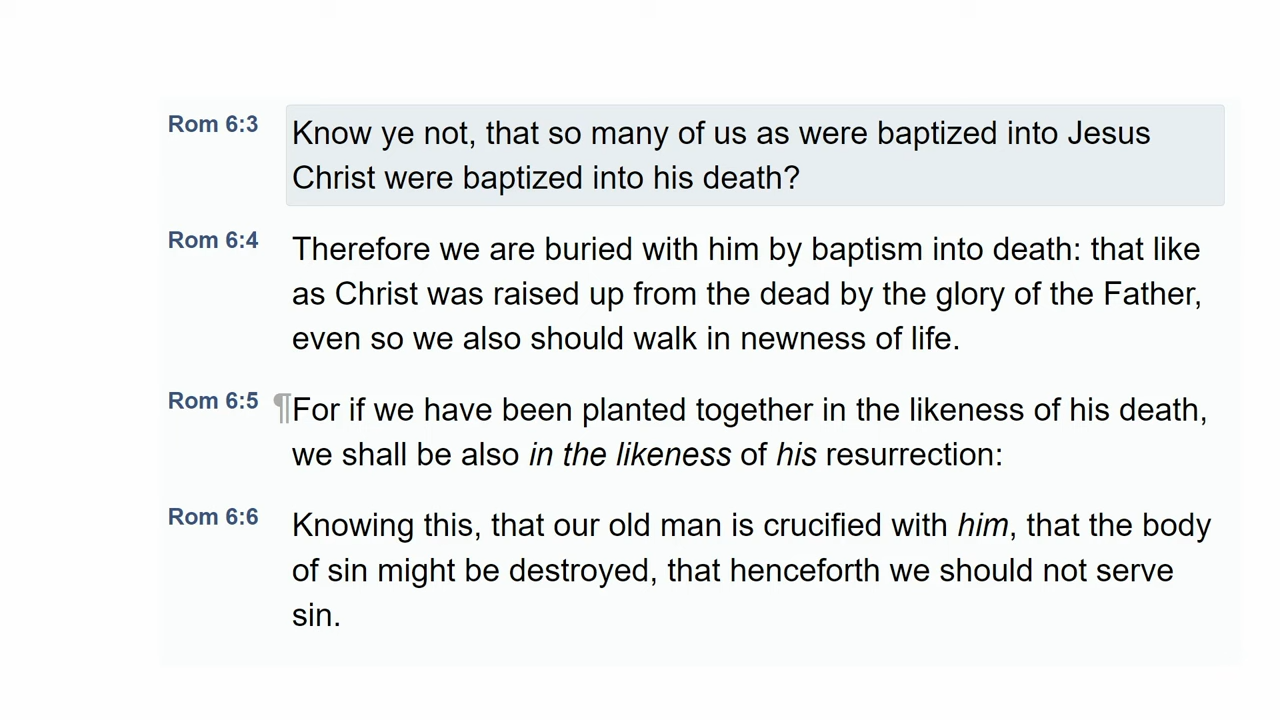 Rom 6:3 Know ye not, that so many of us as were baptized into Jesus
Christ were baptized into his death?
Rom 6:4 Therefore we are buried with him by baptism into death: that like
as Christ was raised up from the dead by the glory of the Father,
even so we also should walk in newness of life.
Rom 6:5 ¶For if we have been planted together in the likeness of his death,
we shall be also in the likeness of his resurrection:
Rom 6:6 Knowing this, that our old man is crucified with him, that the body
of sin might be destroyed, that henceforth we should not serve
sin.